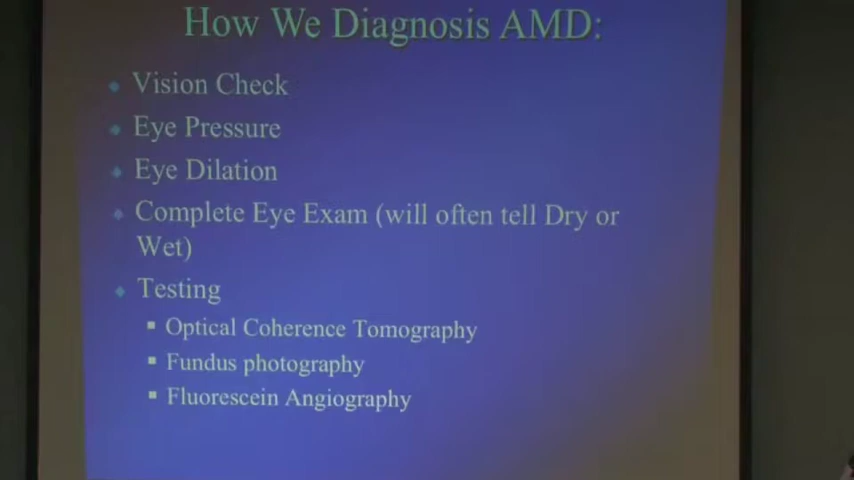 How We Diagnosis AMD:
Vision Check
Eye Pressure
Eye Dilation
Complete Eye Exam (will often tell Dry or
Wet)
Testing
Optical Coherence Tomography
Fundus photography
Fluorescein Angiography